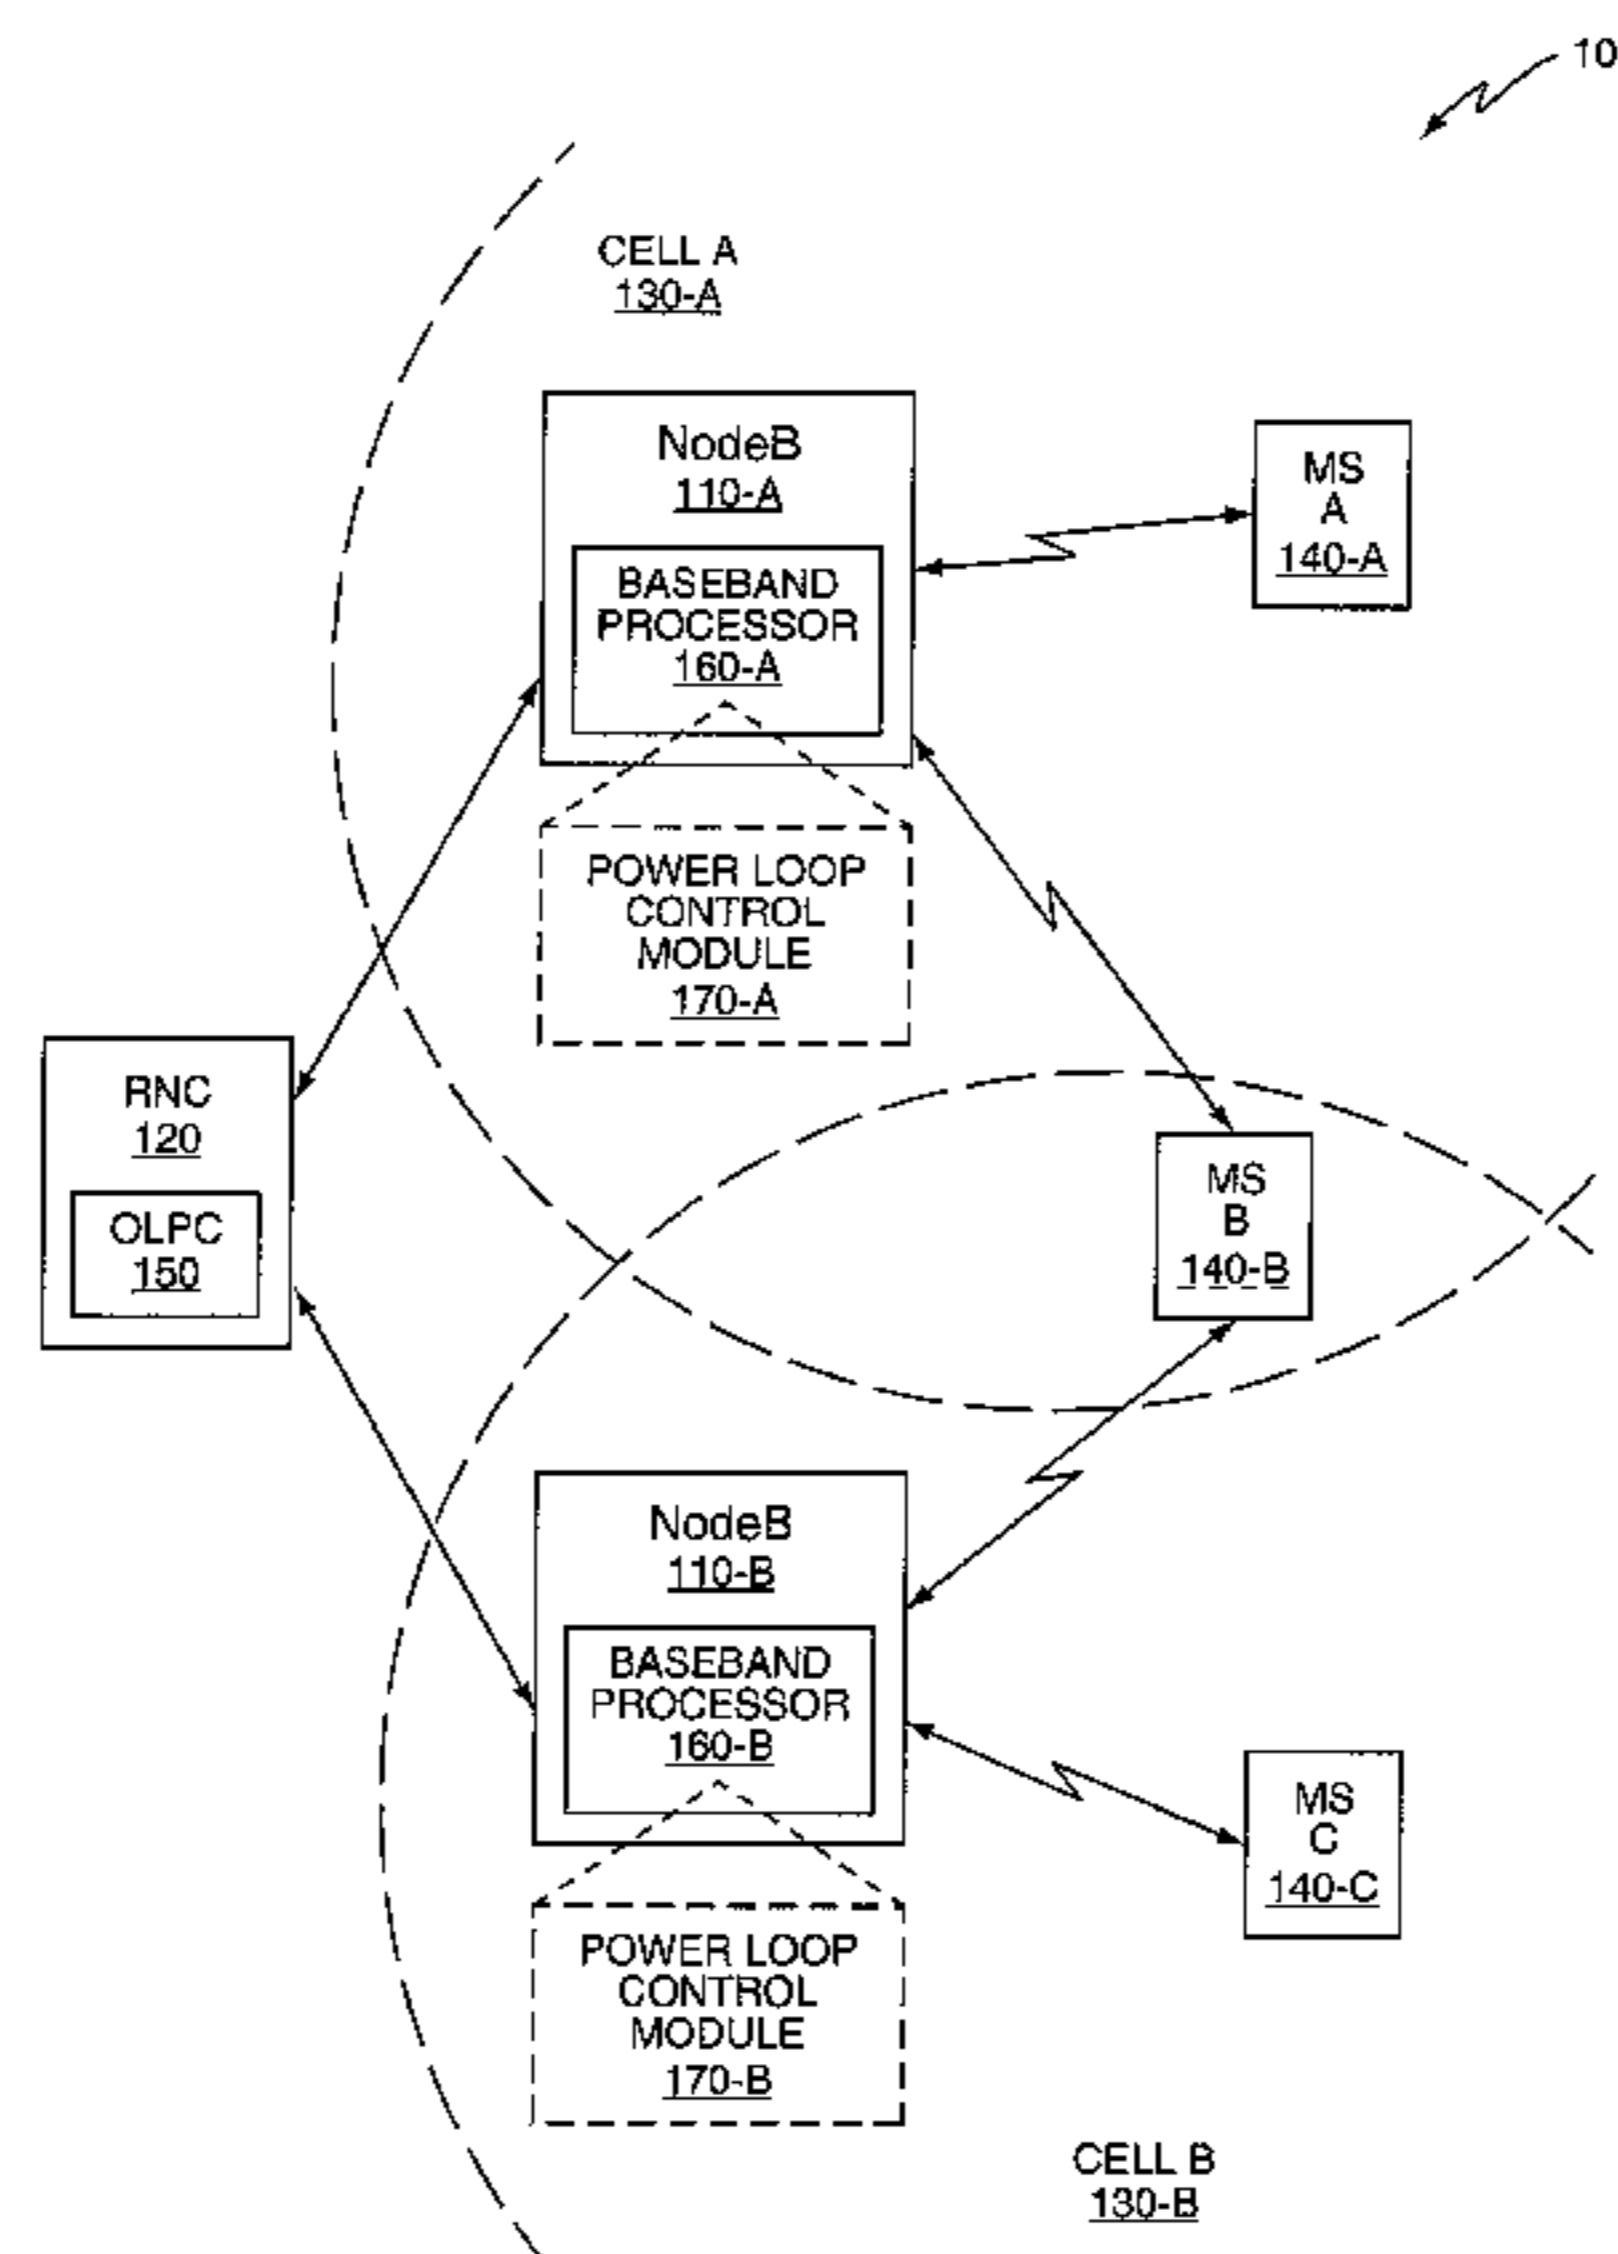 10
CELL A
130-A
NodeB
110-A
BASEBAND
PROCESSOR
160-A
MS
A
140-A
POWER LOOP
CONTROL
MODULE
170-A
RNC
120
OLPC
150
MS
B
140-B
NodeB
110-B
BASEBAND
PROCESSOR
160-B
MS
C
140-C
POWER LOOP
CONTROL
MODULE
170-B
CELL B
130-B